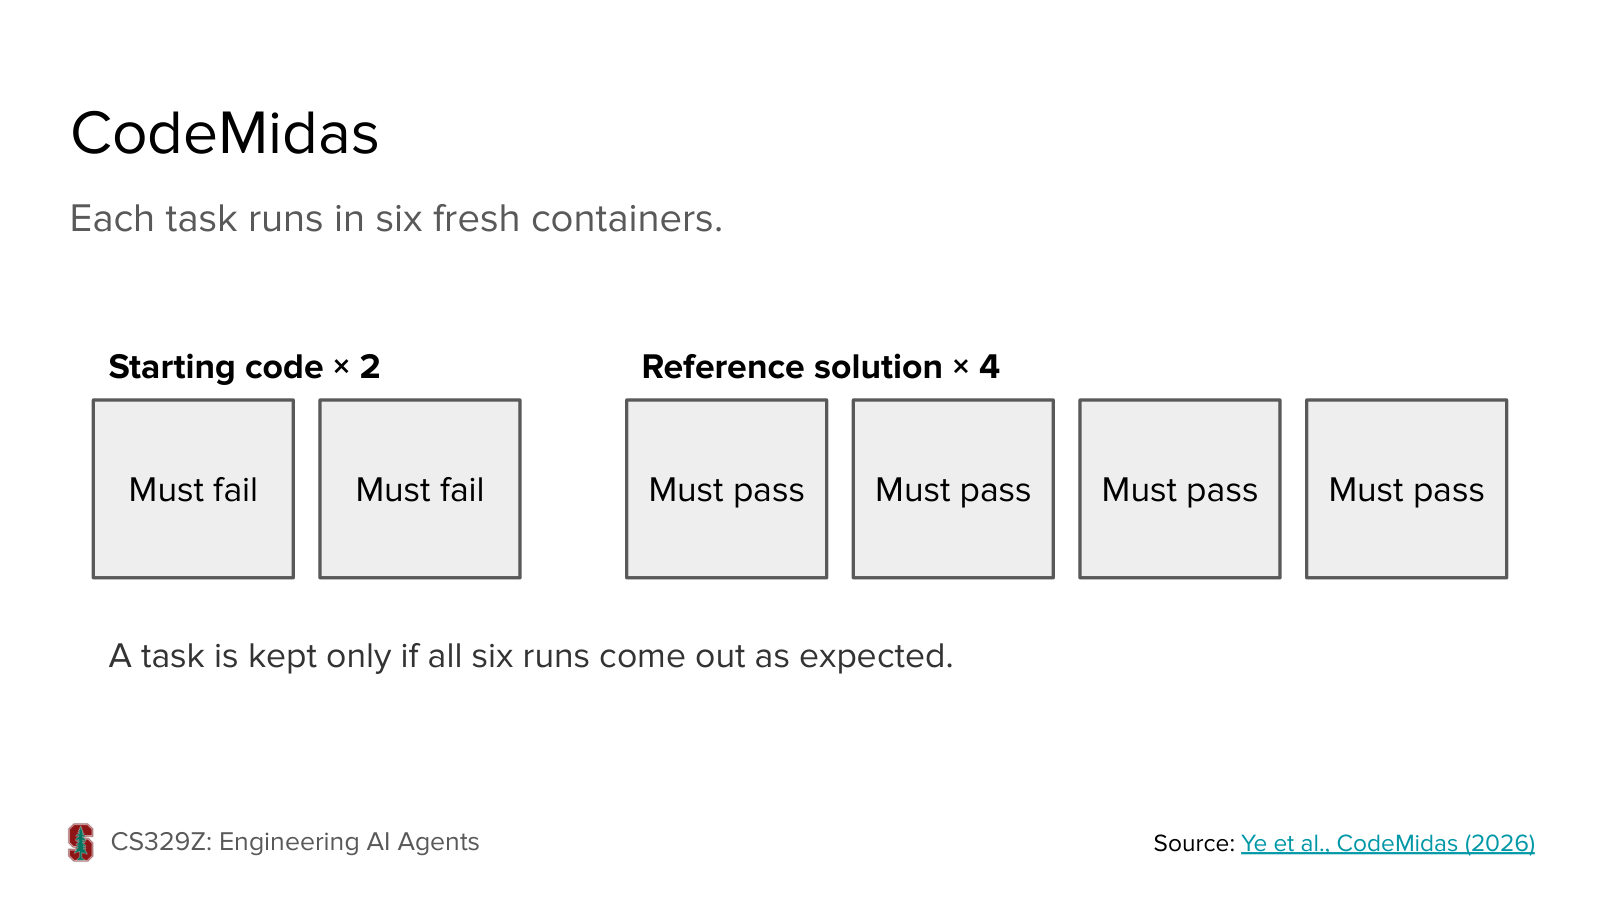 CodeMidas
Each task runs in six fresh containers.
Starting code × 2
Reference solution × 4
Must fail
Must fail
Must pass
Must pass
Must pass
Must pass
A task is kept only if all six runs come out as expected.
CS329Z: Engineering AI Agents
Source: Ye et al., CodeMidas (2026)